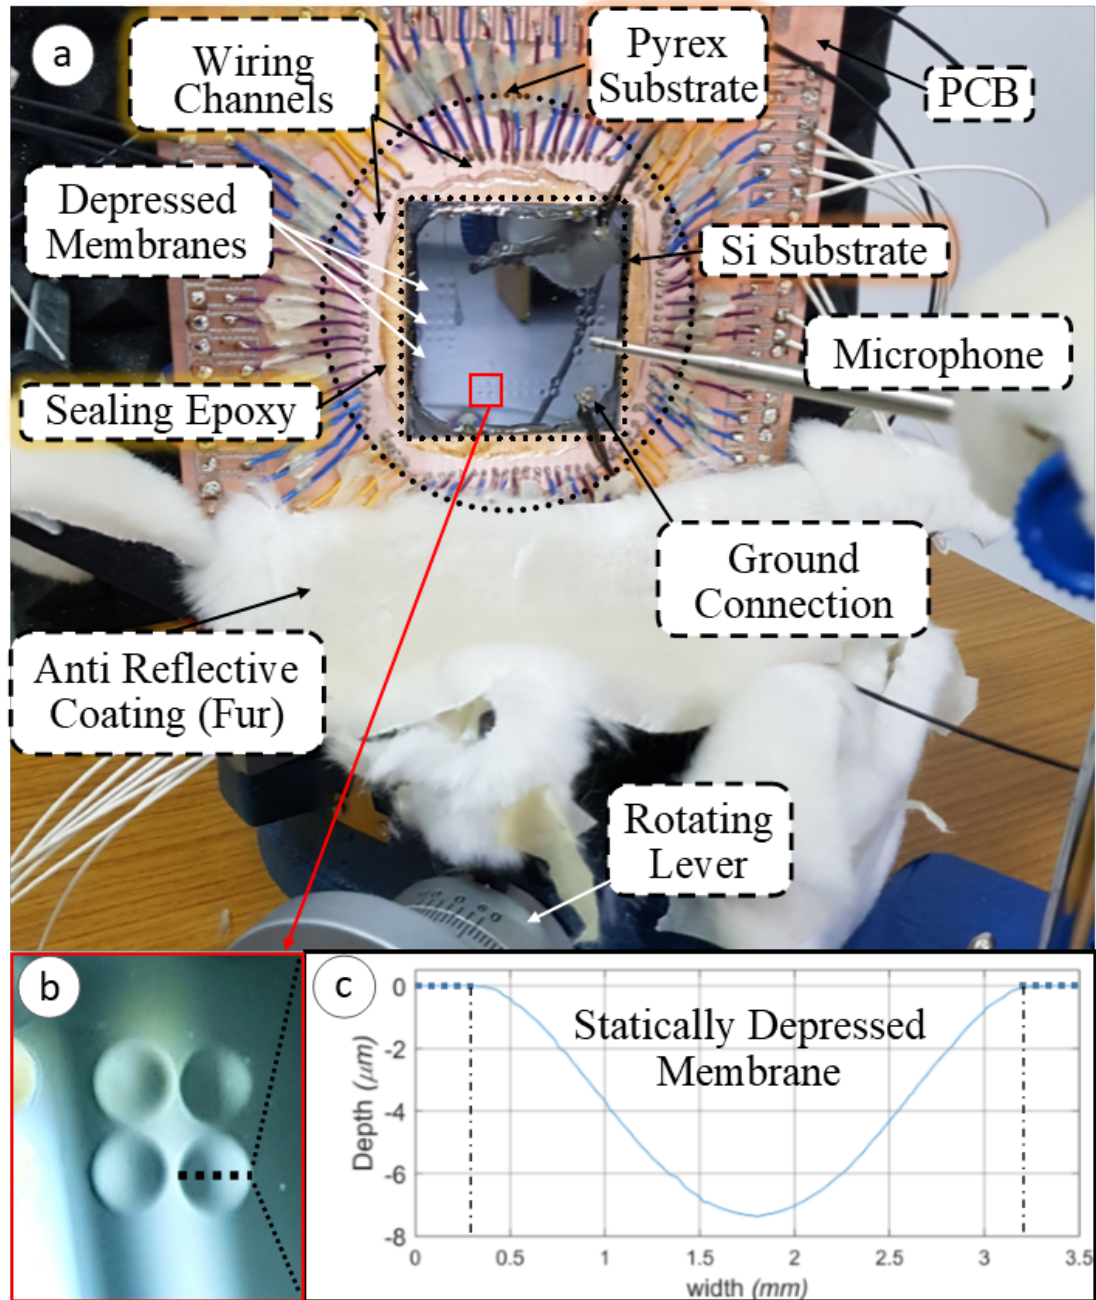 a
Wiring
Channels
Pyrex
Substrate
PCB
Depressed
Membranes
Si Substrate
Microphone
Sealing Epoxy
Ground
Connection
Anti Reflective
Coating (Fur)
Rotating
Lever
b
c
Statically Depressed
Membrane
Depth (μm)
0
-2
-4
-6
-8
0
0.5
1
1.5
2
2.5
3
3.5
width (mm)